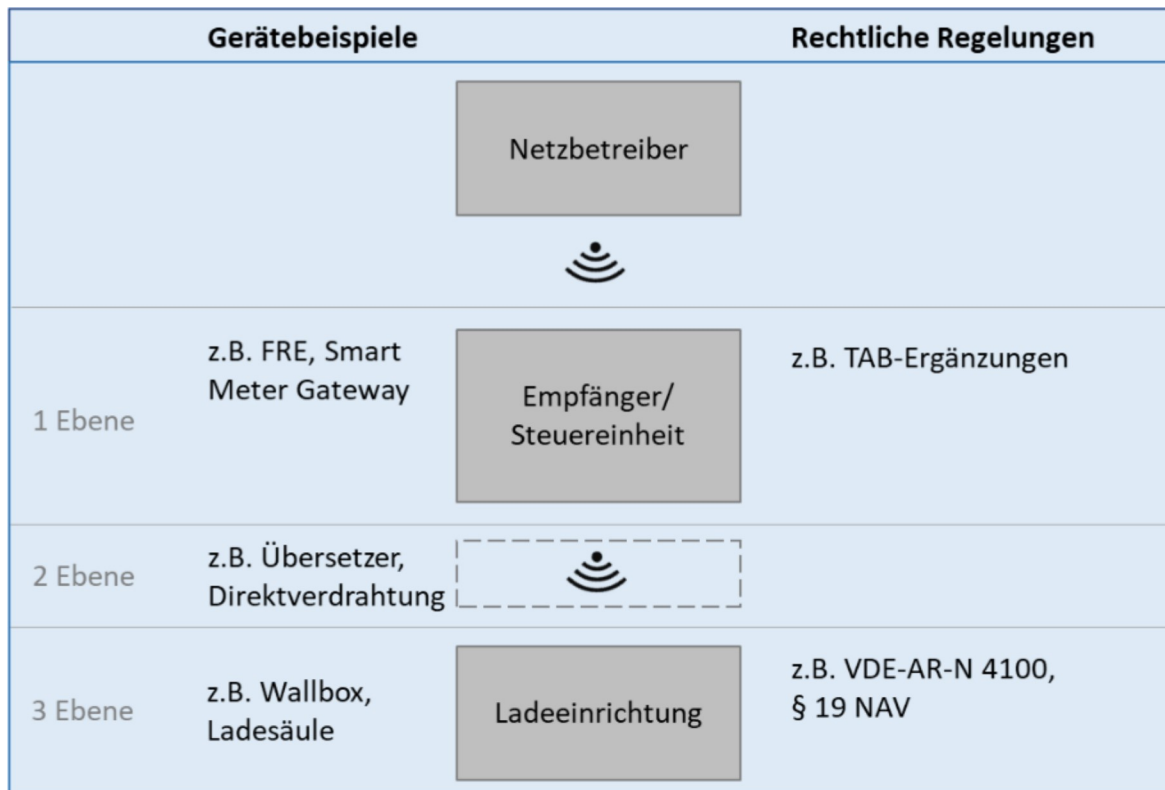 Gerätebeispiele
Rechtliche Regelungen
Netzbetreiber
1 Ebene
z.B. FRE, Smart
Meter Gateway
Empfänger/
Steuereinheit
z.B. TAB-Ergänzungen
2 Ebene
z.B. Übersetzer,
Direktverdrahtung
3 Ebene
z.B. Wallbox,
Ladesäule
Ladeeinrichtung
z.B. VDE-AR-N 4100,
§ 19 NAV